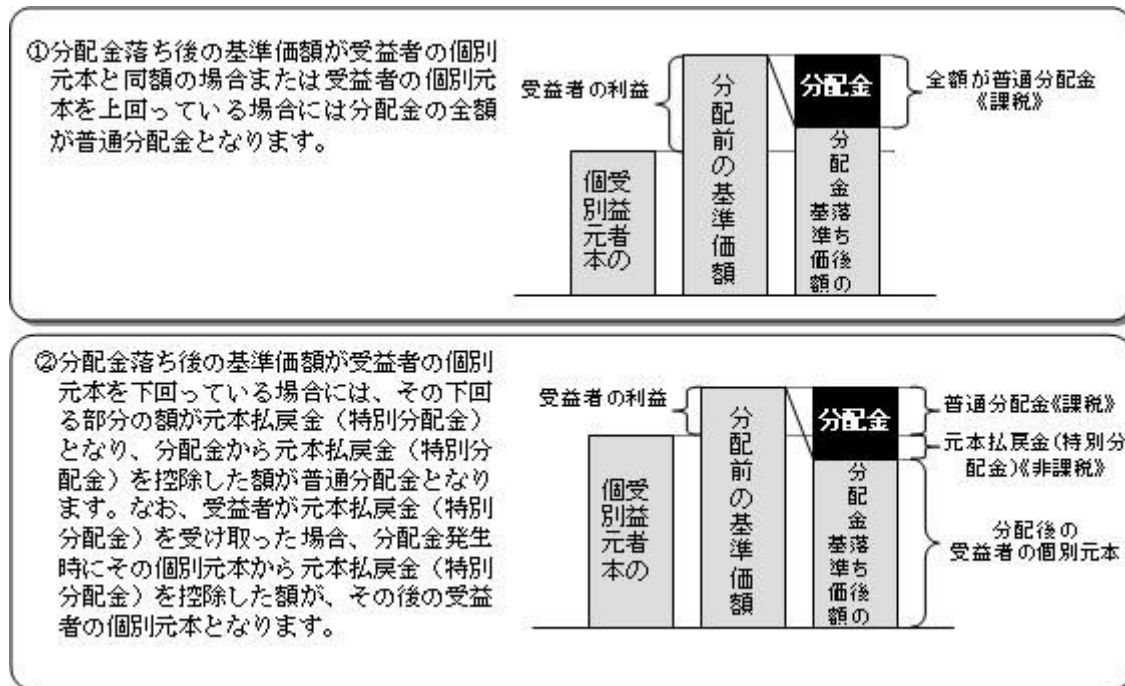 ①分配金落ち後の基準価額が受益者の個別
元本と同額の場合または受益者の個別元
本を上回っている場合には分配金の全額
が普通分配金となります。
受益者の利益
受益者の
個別元本
分配前の基準価額
分配金
分配金落ち後の
基準価額
全額が普通分配金
《課税》
②分配金落ち後の基準価額が受益者の個別
元本を下回っている場合には、その下回
る部分の額が元本払戻金（特別分配金）
となり、分配金から元本払戻金（特別分
配金）を控除した額が普通分配金となり
ます。なお、受益者が元本払戻金（特別
分配金）を受け取った場合、分配金発生
時にその個別元本から元本払戻金（特別
分配金）を控除した額が、その後の受益
者の個別元本となります。
受益者の利益
受益者の
個別元本
分配前の基準価額
分配金
分配金落ち後の
基準価額
普通分配金《課税》
元本払戻金（特別分
配金）《非課税》
分配後の
受益者の個別元本